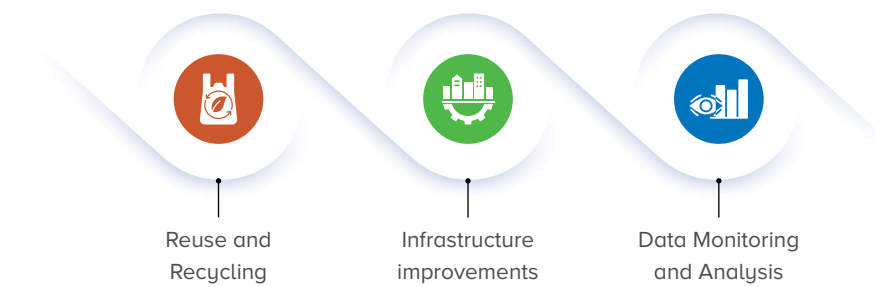 Reuse and
Recycling
Infrastructure
improvements
Data Monitoring
and Analysis